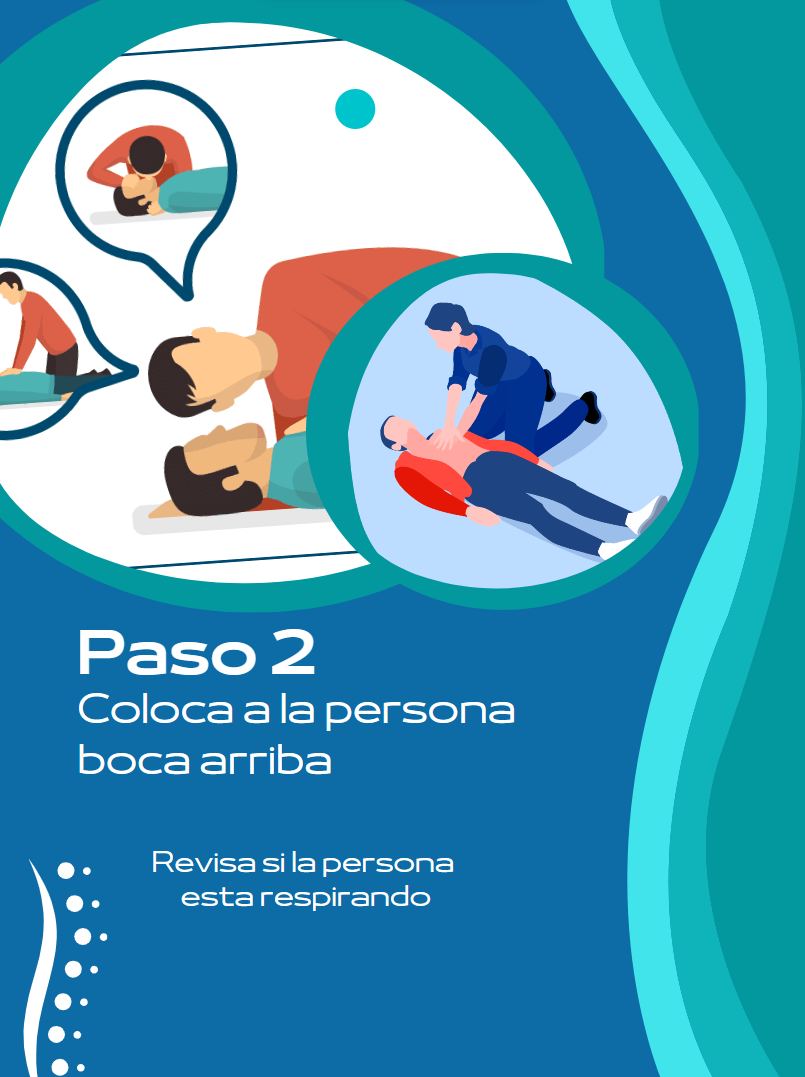 Paso 2
Coloca a la persona
boca arriba
Revisa si la persona
esta respirando